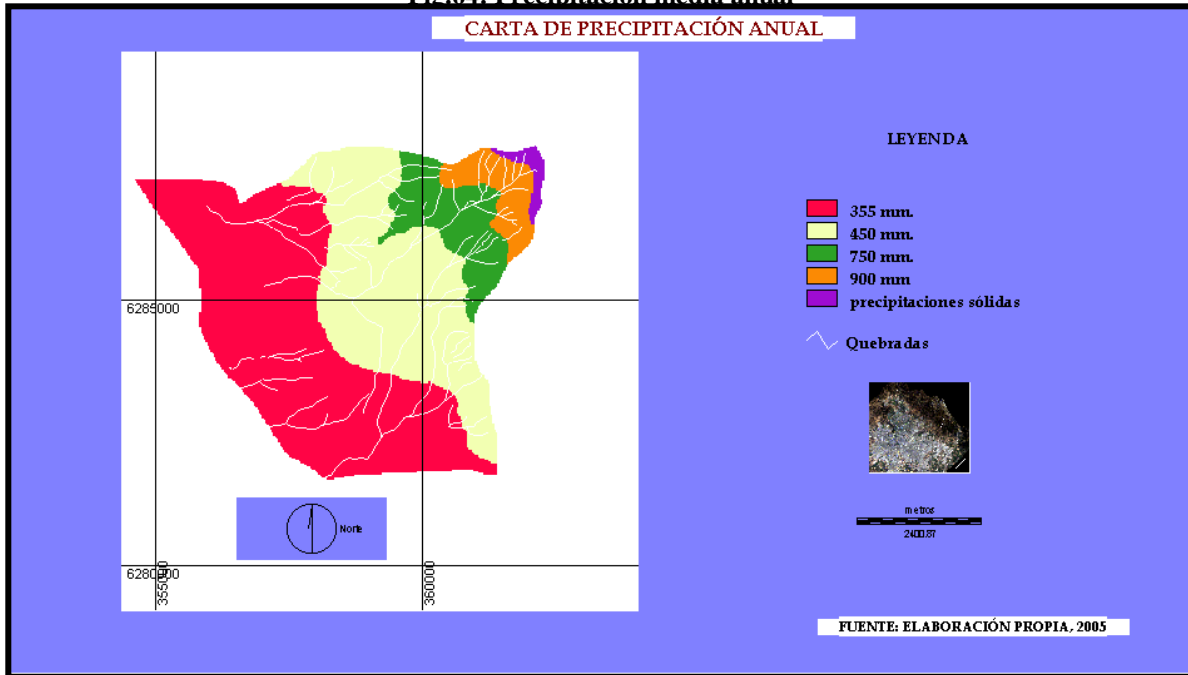 CARTA DE PRECIPITACIÓN ANUAL
LEYENDA
355 mm.
450 mm.
750 mm.
900 mm
precipitaciones sólidas
Quebradas
6285000
6280000
355000
360000
Norte
metros
2400.87
FUENTE: ELABORACIÓN PROPIA, 2005